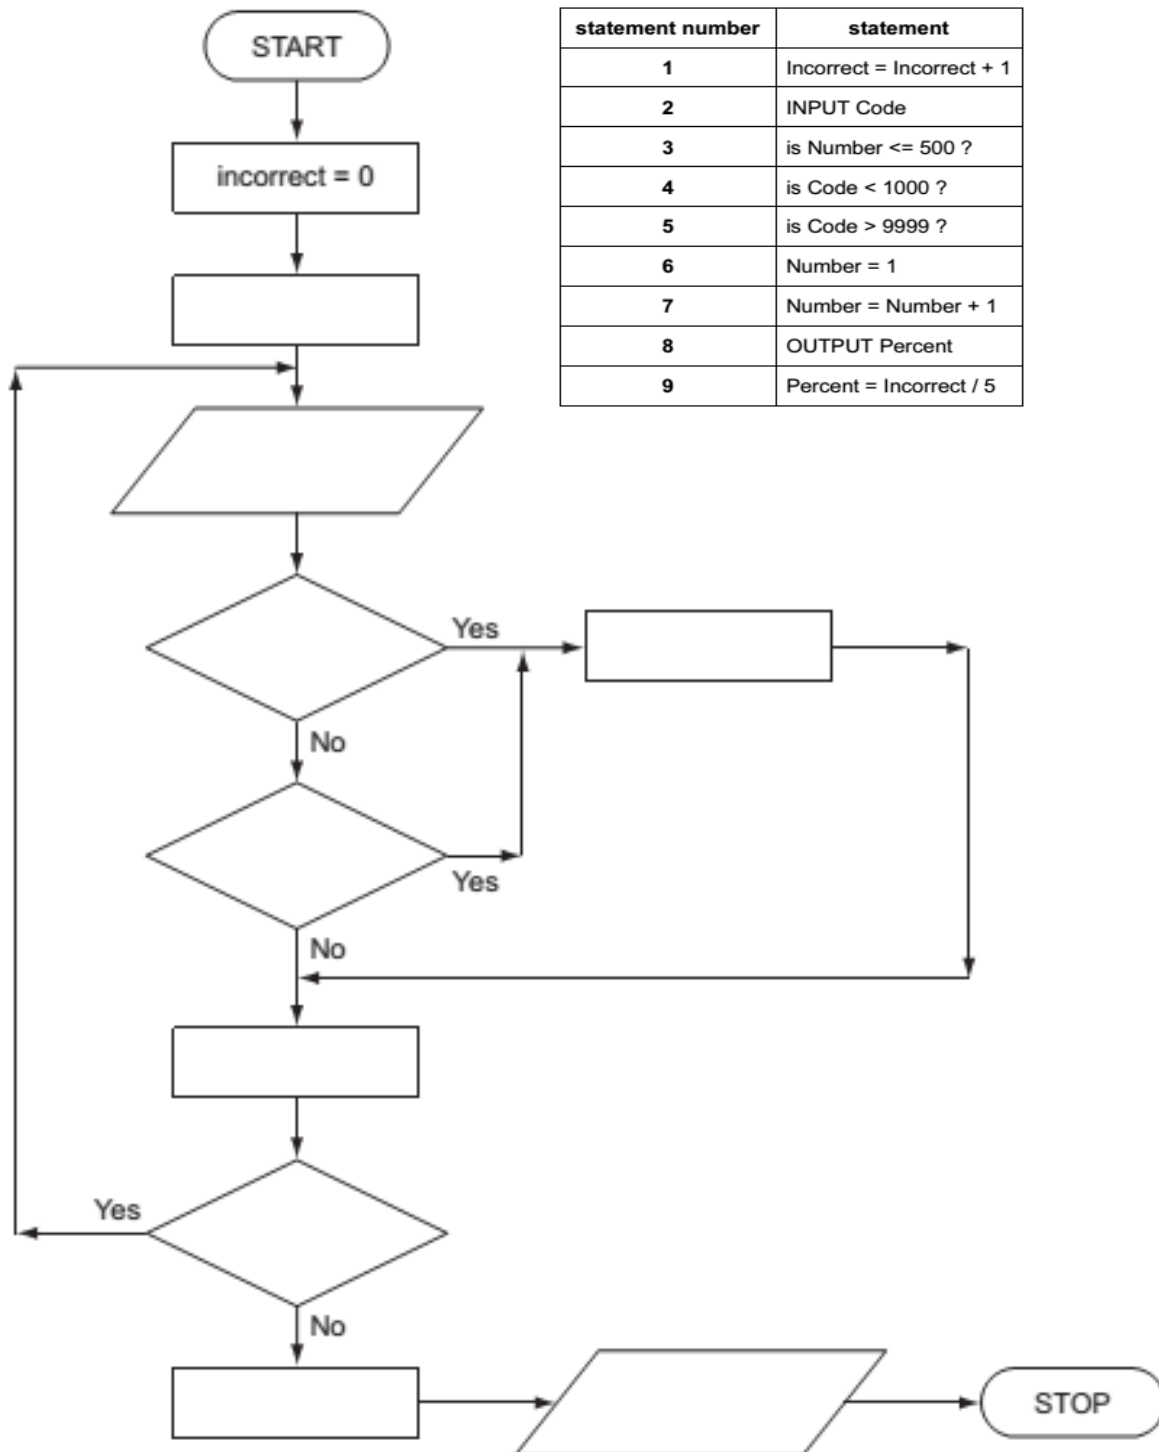 START
incorrect = 0
statement number statement
1 Incorrect = Incorrect + 1
2 INPUT Code
3 is Number <= 500 ?
4 is Code < 1000 ?
5 is Code > 9999 ?
6 Number = 1
7 Number = Number + 1
8 OUTPUT Percent
9 Percent = Incorrect / 5
Yes
No
Yes
No
Yes
No
STOP